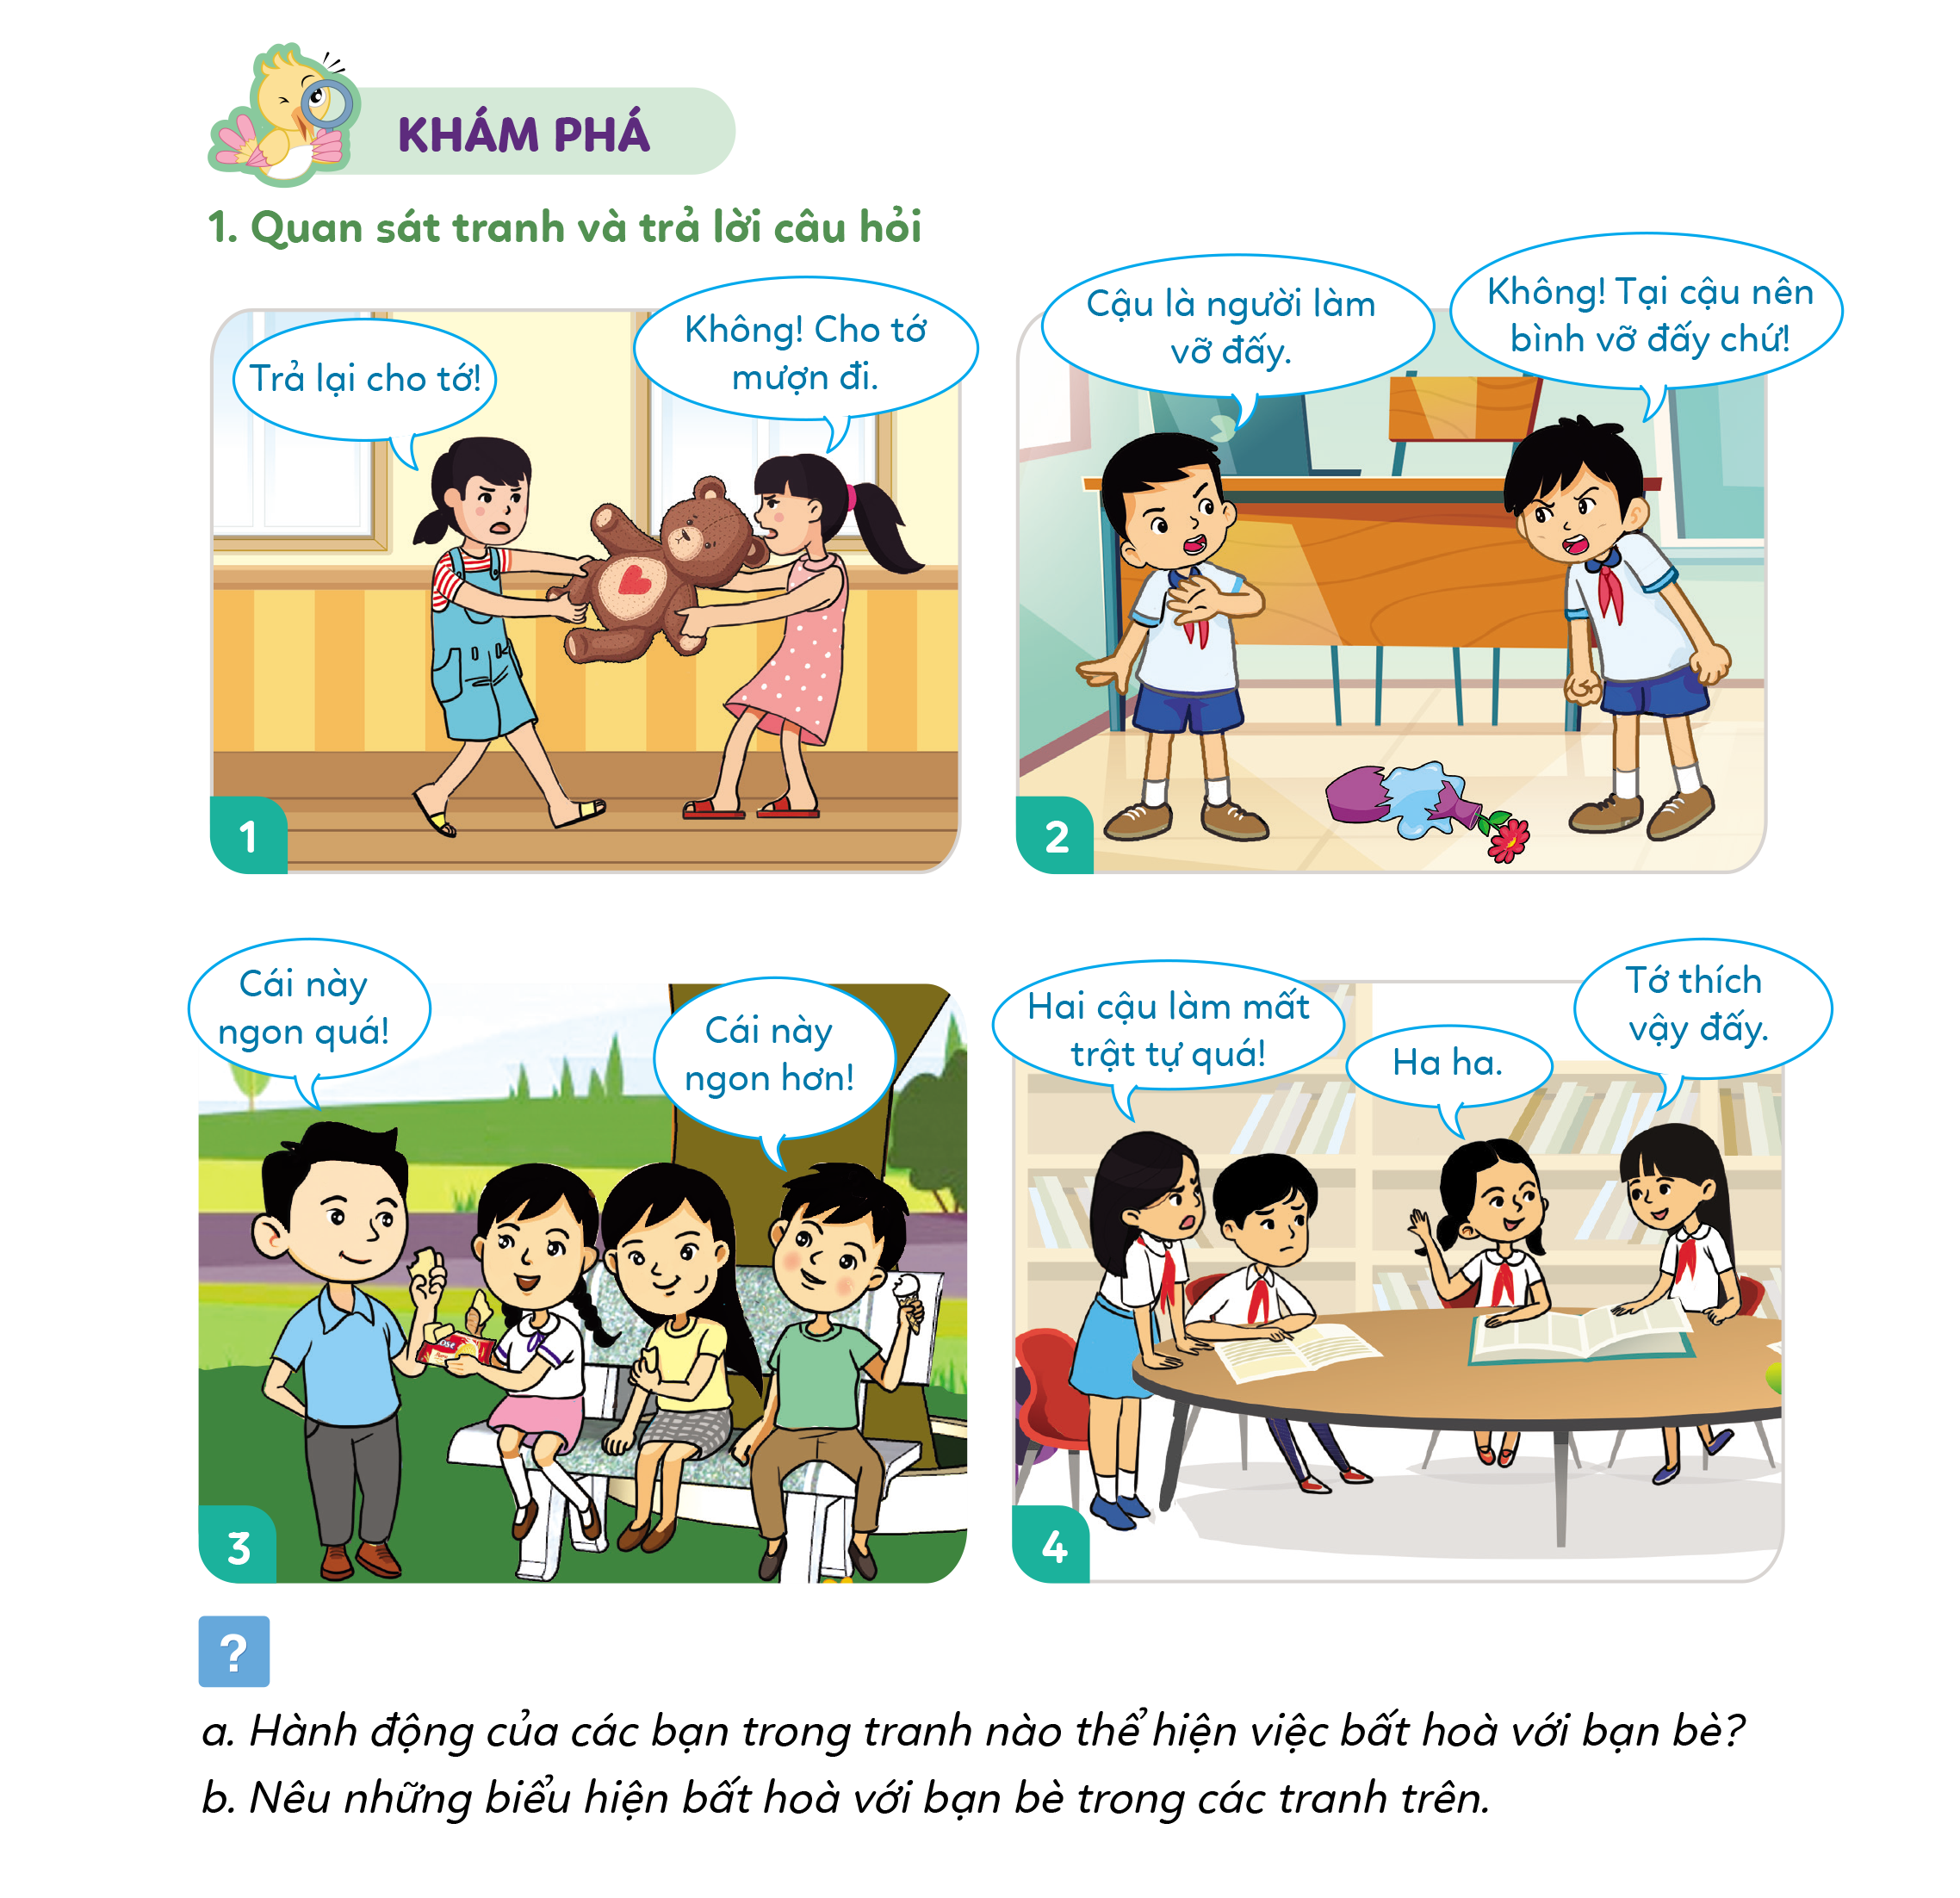 KHÁM PHÁ
1. Quan sát tranh và trả lời câu hỏi
Trả lại cho tớ!
Không! Cho tớ
mượn đi.
1
Cậu là người làm
vỡ đấy.
Không! Tại cậu nên
bình vỡ đấy chứ!
2
Cái này
ngon quá!
Cái này
ngon hơn!
3
Hai cậu làm mất
trật tự quá!
Ha ha.
Tớ thích
vậy đấy.
4
?
a. Hành động của các bạn trong tranh nào thể hiện việc bất hoà với bạn bè?
b. Nêu những biểu hiện bất hoà với bạn bè trong các tranh trên.